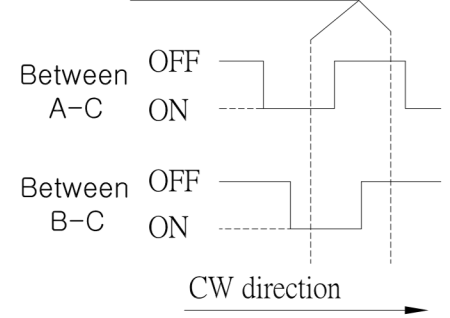 OFF
Between
A-C
ON
OFF
Between
B-C
ON
CW direction